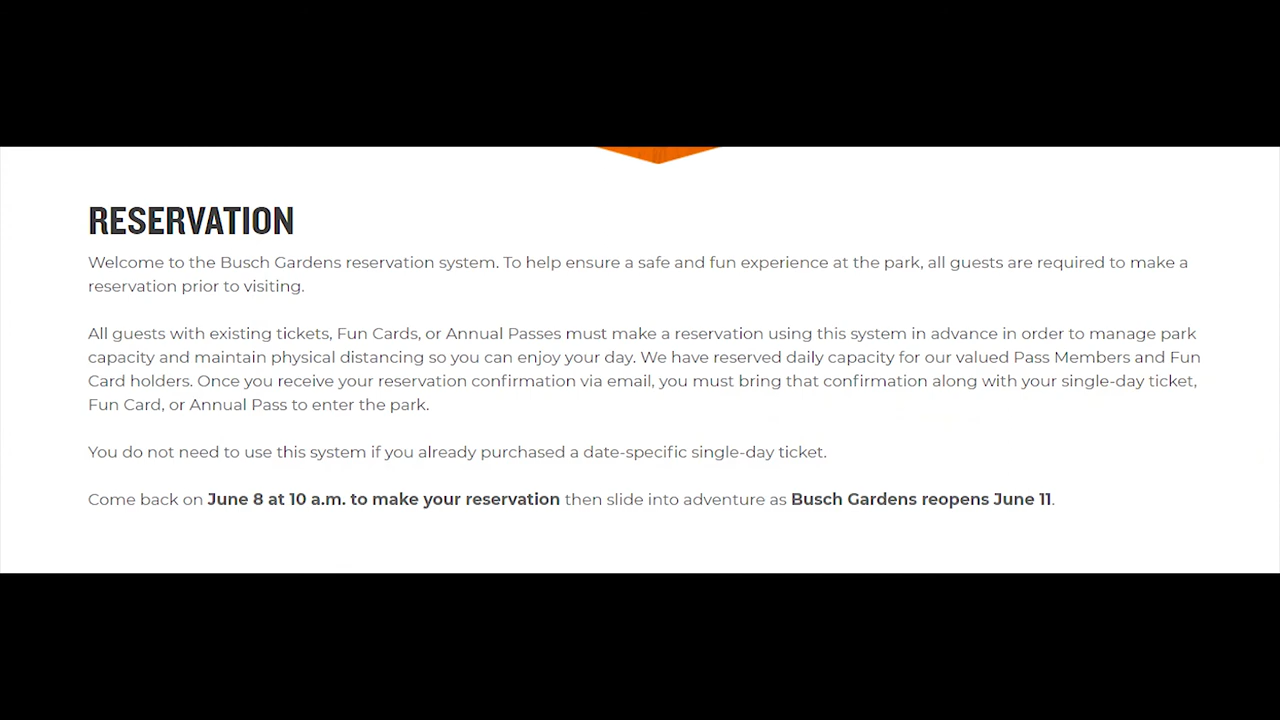 RESERVATION
Welcome to the Busch Gardens reservation system. To help ensure a safe and fun experience at the park, all guests are required to make a
reservation prior to visiting.
All guests with existing tickets, Fun Cards, or Annual Passes must make a reservation using this system in advance in order to manage park
capacity and maintain physical distancing so you can enjoy your day. We have reserved daily capacity for our valued Pass Members and Fun
Card holders. Once you receive your reservation confirmation via email, you must bring that confirmation along with your single-day ticket,
Fun Card, or Annual Pass to enter the park.
You do not need to use this system if you already purchased a date-specific single-day ticket.
Come back on June 8 at 10 a.m. to make your reservation then slide into adventure as Busch Gardens reopens June 11.